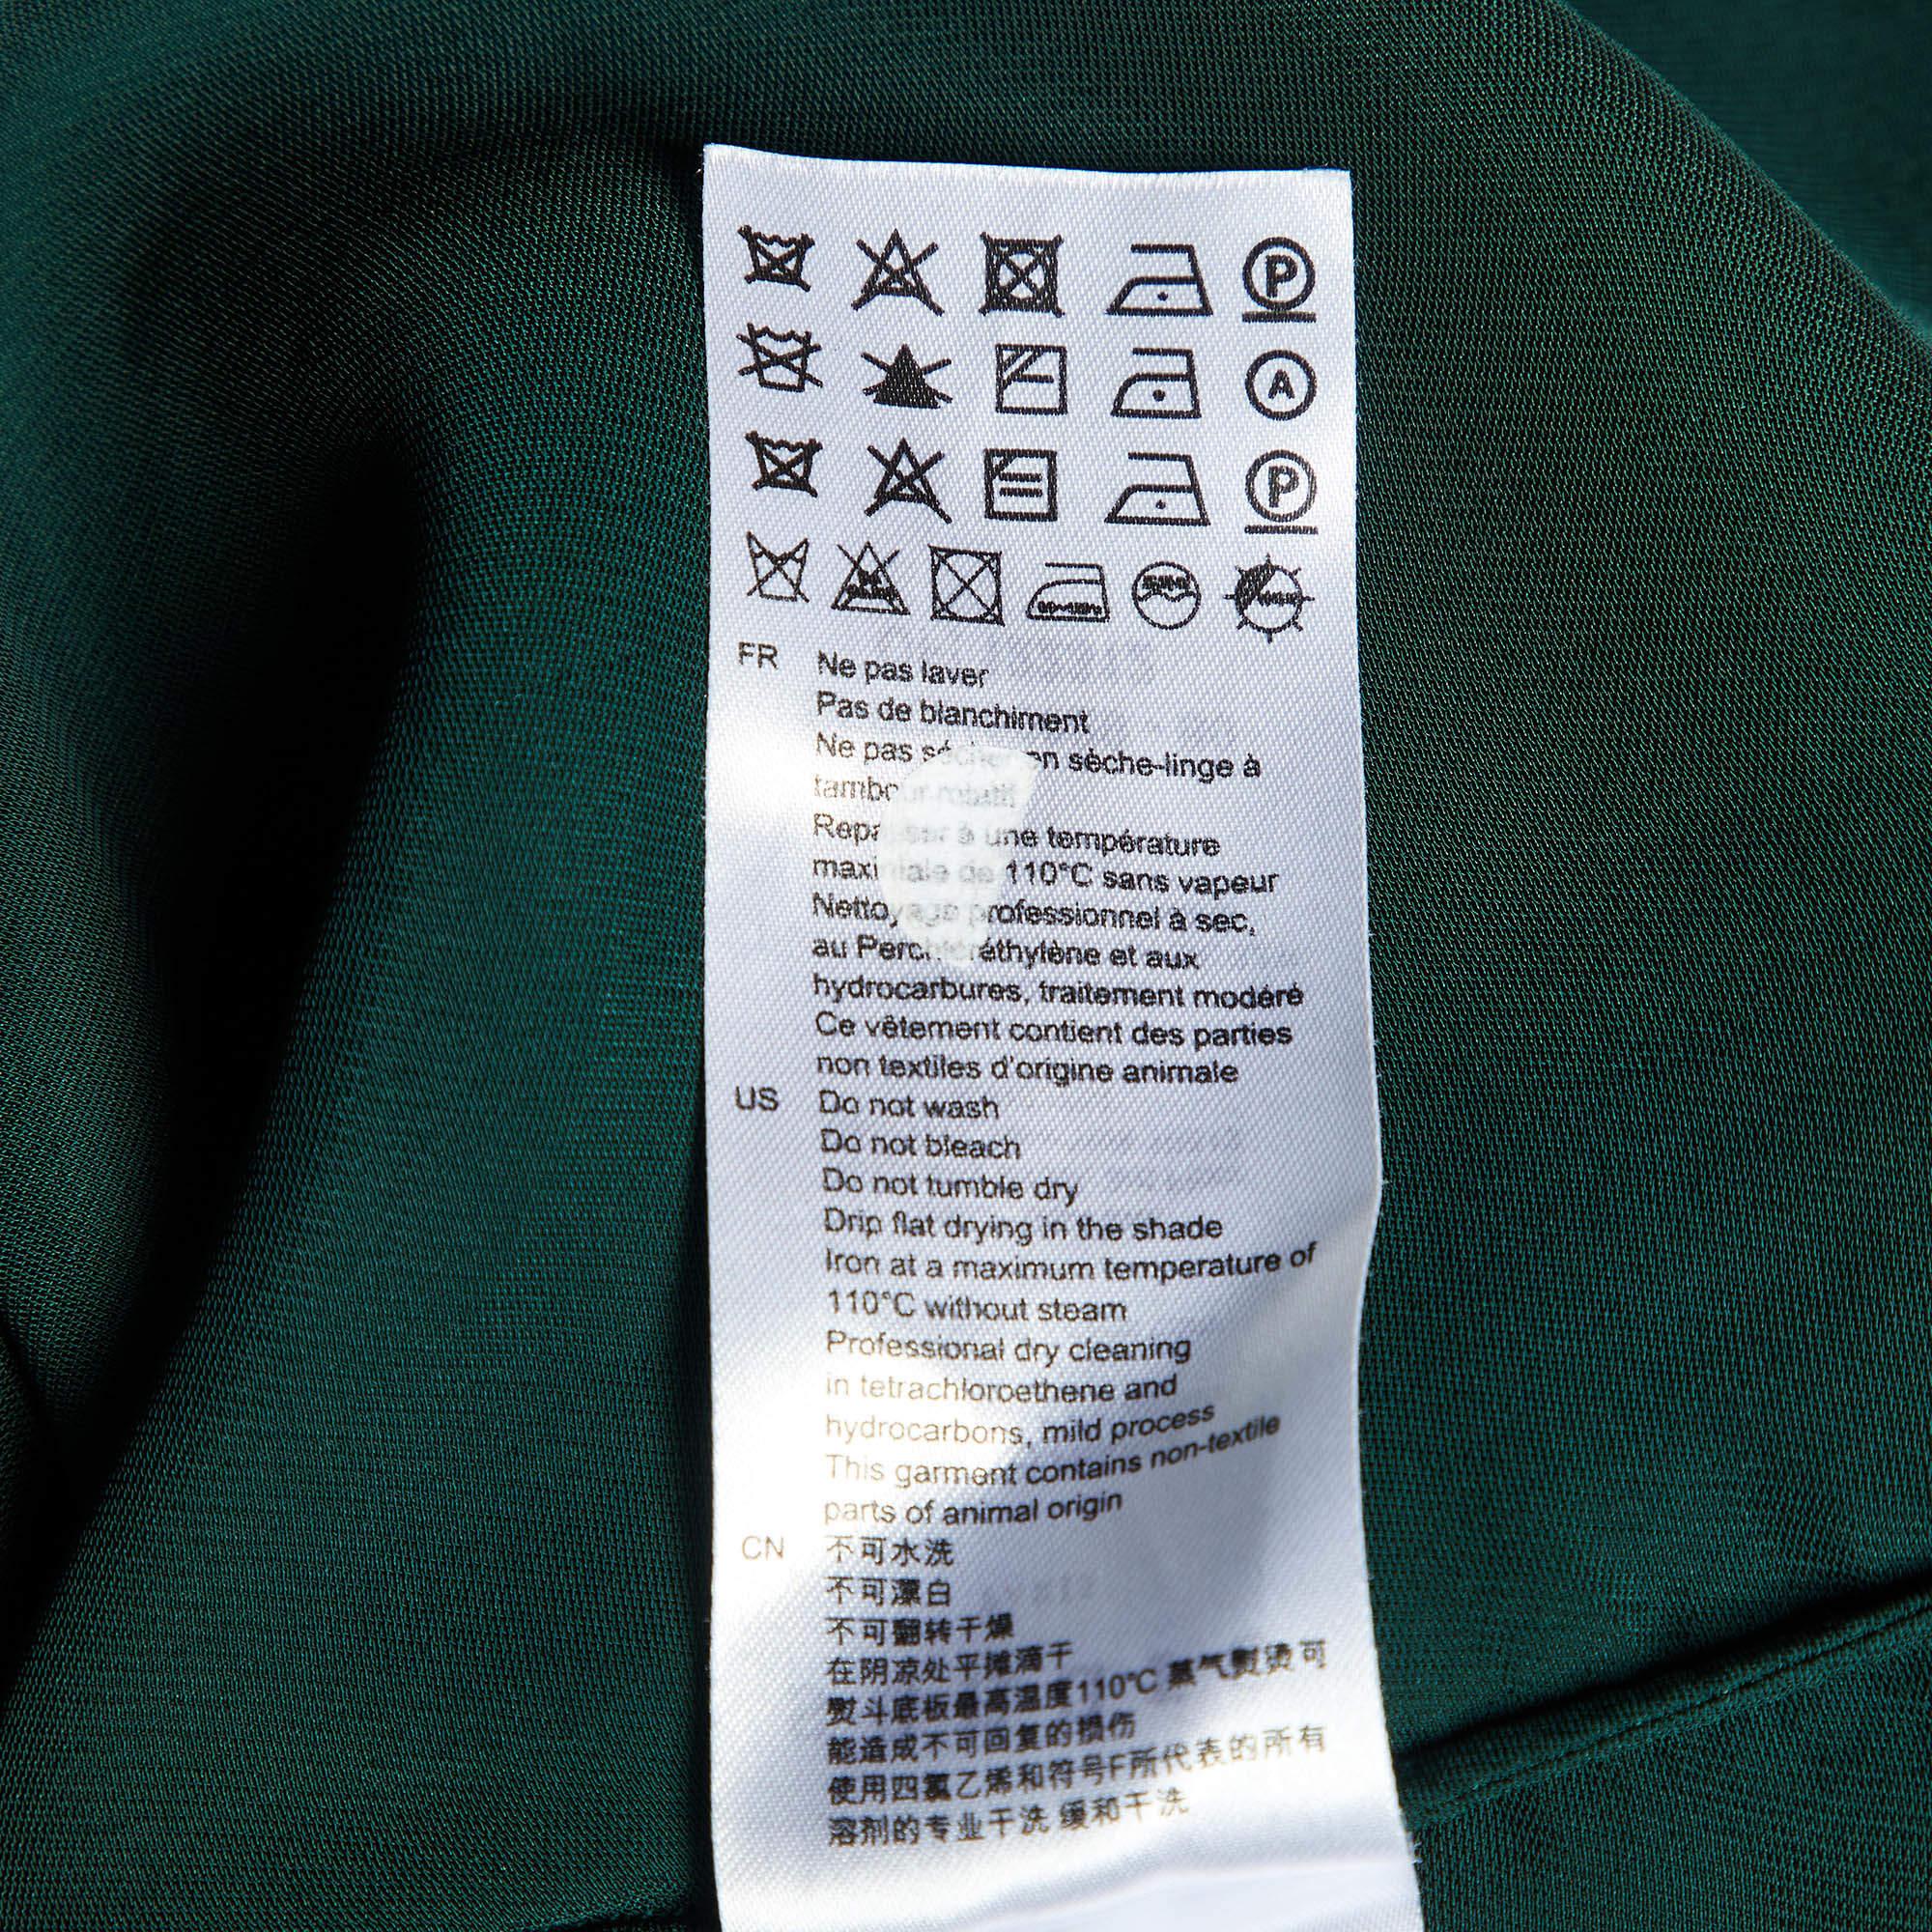 P
A
P
FR Ne pas laver
Pas de blanchiment
Ne pas sécher en sèche-linge à
tambour rotatif
Repasser à une température
maximale de 110°C sans vapeur
Nettoyage professionnel à sec,
au Perchloréthylène et aux
hydrocarbures, traitement modéré
Ce vêtement contient des parties
non textiles d'origine animale
US Do not wash
Do not bleach
Do not tumble dry
Drip flat drying in the shade
Iron at a maximum temperature of
110°C without steam
Professional dry cleaning
in tetrachloroethene and
hydrocarbons, mild process
This garment contains non-textile
parts of animal origin
CN 不可水洗
不可漂白
不可翻转干燥
在阴凉处平摊滴干
熨斗底板最高温度110℃ 蒸气熨烫可
能造成不可回复的损伤
使用四氯乙烯和符号F所代表的所有
溶剂的专业干洗 缓和干洗